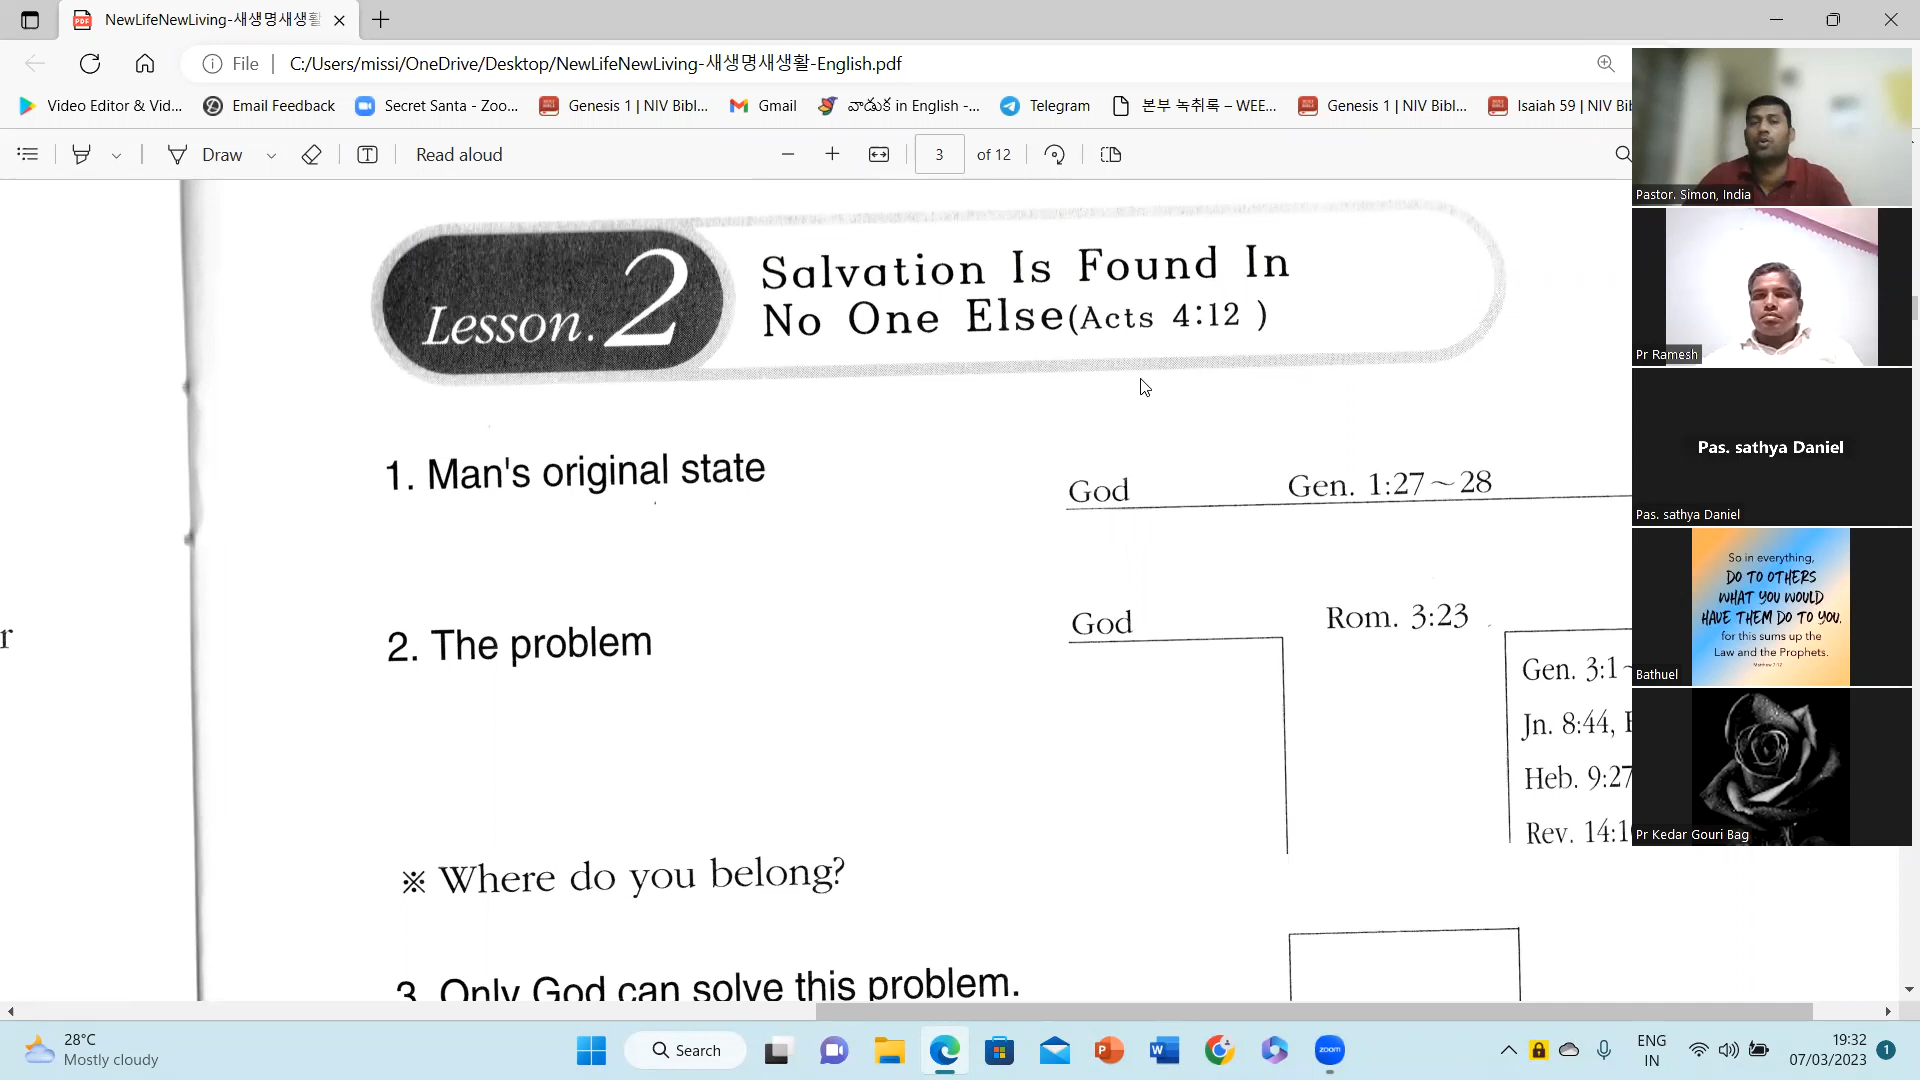 NewLifeNewLiving-새생명새생활
File
C:/Users/missi/OneDrive/Desktop/NewLifeNewLiving-새생명새생활-English.pdf
Video Editor & Vid...
Email Feedback
Secret Santa - Zoo...
Genesis 1 | NIV Bibl...
Gmail
వాడుక in English -...
Telegram
본부 녹취록 – WEE...
Genesis 1 | NIV Bibl...
Isaiah 59 | NIV Bi
Draw
Read aloud
3 of 12
Lesson. 2
Salvation Is Found In
No One Else(Acts 4:12 )
1. Man's original state
God Gen. 1:27~28
2. The problem
God Rom. 3:23
Gen. 3:1~
Jn. 8:44,
Heb. 9:27
Rev. 14:1
r
※ Where do you belong?
3. Only God can solve this problem.
Pastor. Simon, India
Pr Ramesh
Pas. sathya Daniel
Pas. sathya Daniel
So in everything,
DO TO OTHERS
WHAT YOU WOULD
HAVE THEM DO TO YOU.
for this sums up the
Law and the Prophets.
Matthew 7:12
Bathuel
Pr Kedar Gouri Bag
28°C
Mostly cloudy
Search
zoom
ENG
IN
19:32
07/03/2023
1